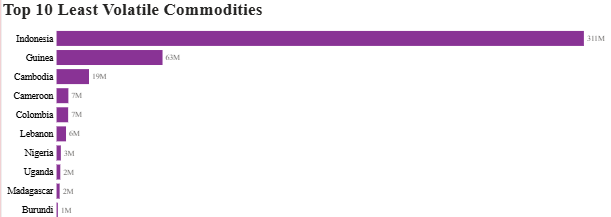 Top 10 Least Volatile Commodities
Indonesia 311M
Guinea 63M
Cambodia 19M
Cameroon 7M
Colombia 7M
Lebanon 6M
Nigeria 3M
Uganda 2M
Madagascar 2M
Burundi 1M